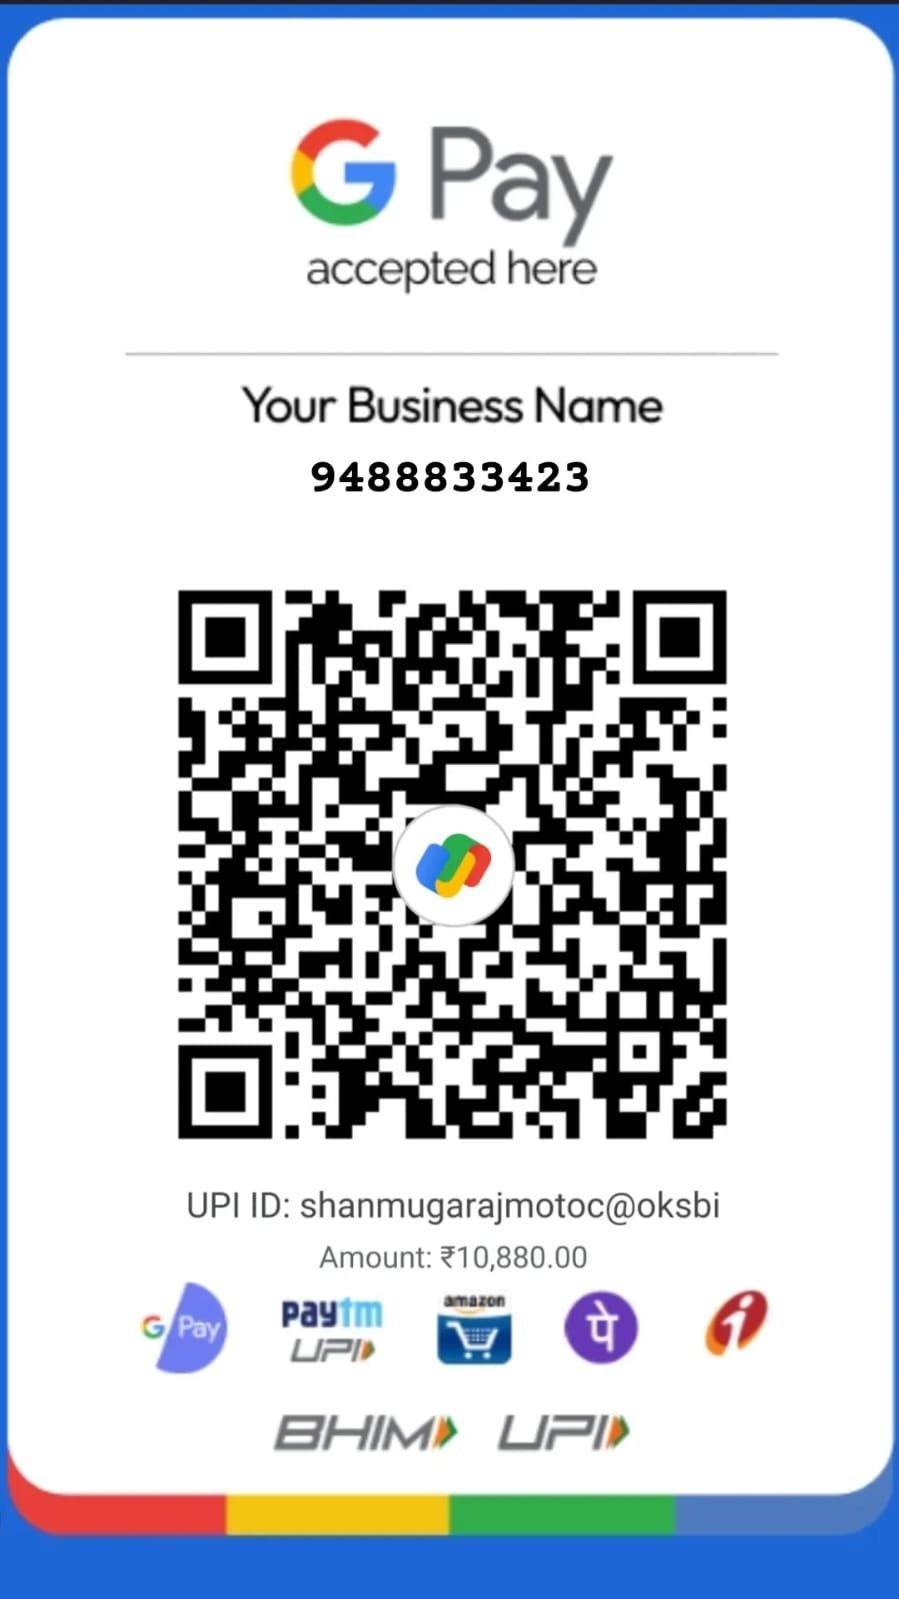 G Pay
accepted here
Your Business Name
9488833423
UPI ID: shanmugarajmotoc@oksbi
Amount: ₹10,880.00
G Pay
paytm
UPI
amazon
पे
i
BHIM UPI